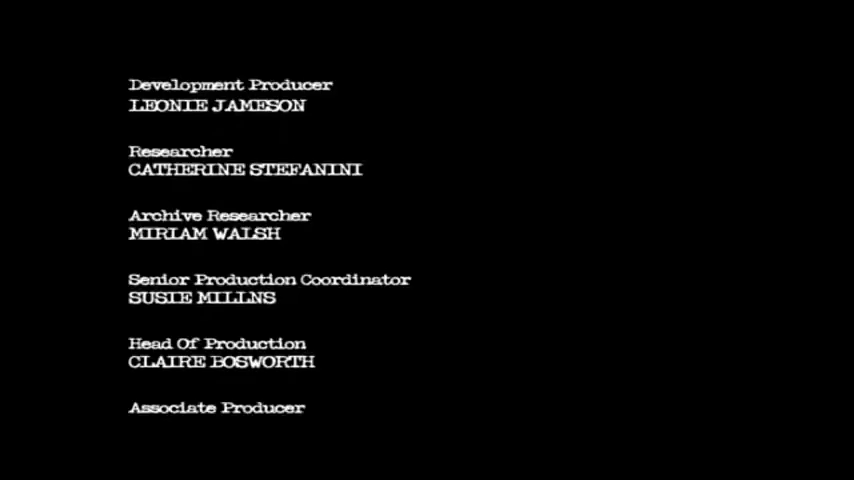 Development Producer
LEONIE JAMESON
Researcher
CATHERINE STEFANINI
Archive Researcher
MIRIAM WALSH
Senior Production Coordinator
SUSIE MILLNS
Head Of Production
CLAIRE BOSWORTH
Associate Producer